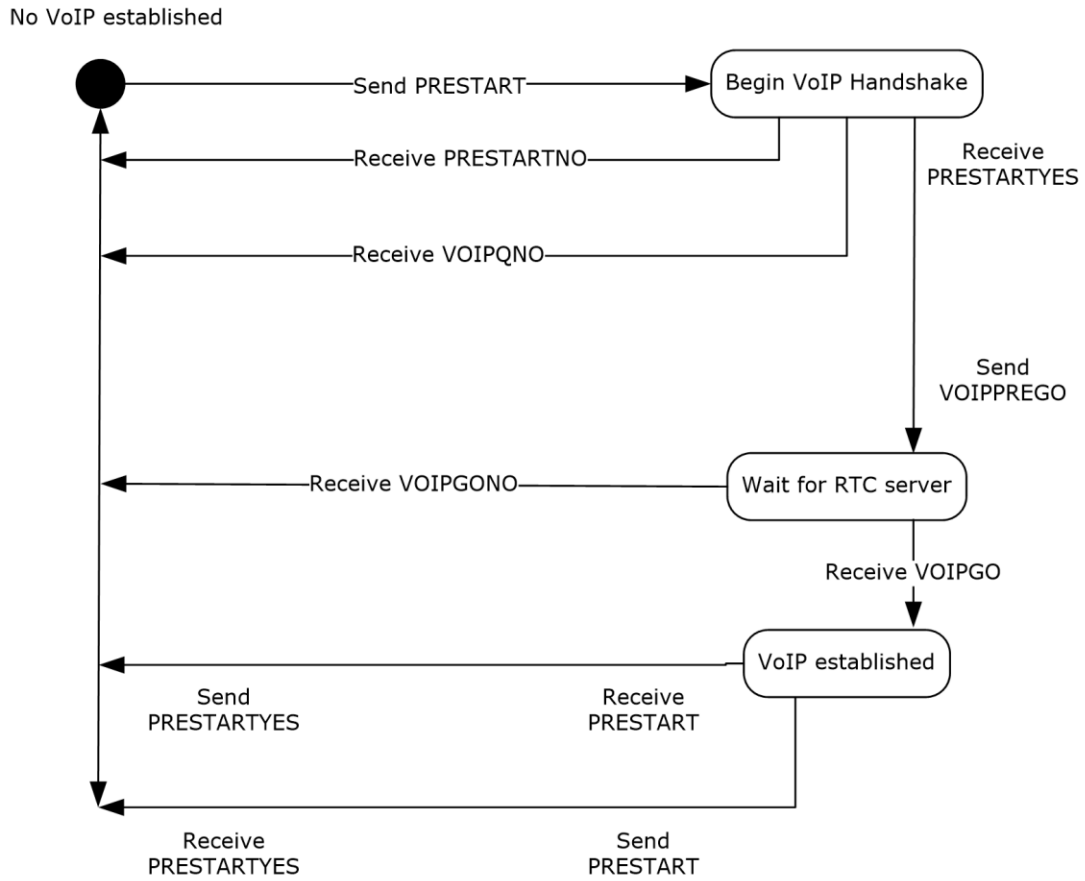 No VoIP established
Send PRESTART
Begin VoIP Handshake
Receive PRESTARTNO
Receive
PRESTARTYES
Receive VOIPQNO
Send
VOIPPREGO
Receive VOIPGONO
Wait for RTC server
Receive VOIPGO
VoIP established
Send
PRESTARTYES
Receive
PRESTART
Receive
PRESTARTYES
Send
PRESTART